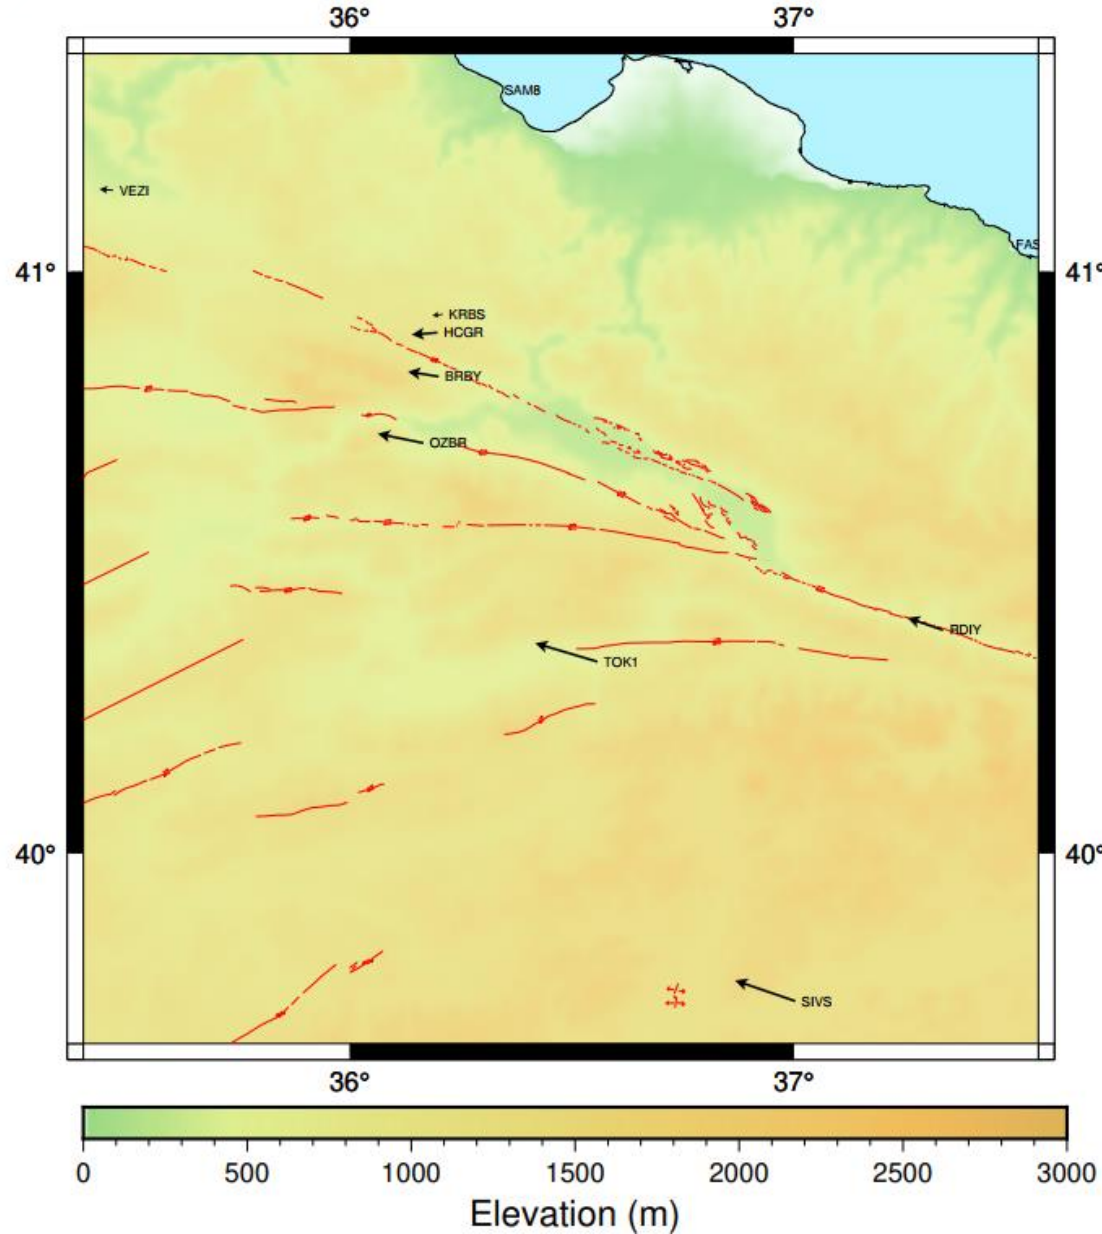 36° 37°
SAM8
VEZI
FAS
41° 41°
KRBS
HCGR
BRBY
OZBR
RDIY
TOK1
40° 40°
SIVS
36° 37°
0 500 1000 1500 2000 2500 3000
Elevation (m)